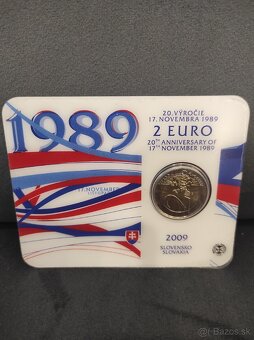 1989
17. NOVEMBER
20. VÝROČIE
17. NOVEMBRA 1989
2 EURO
20TH ANNIVERSARY OF
17TH NOVEMBER 1989
2009
SLOVENSKO
SLOVAKIA
© bazos.sk